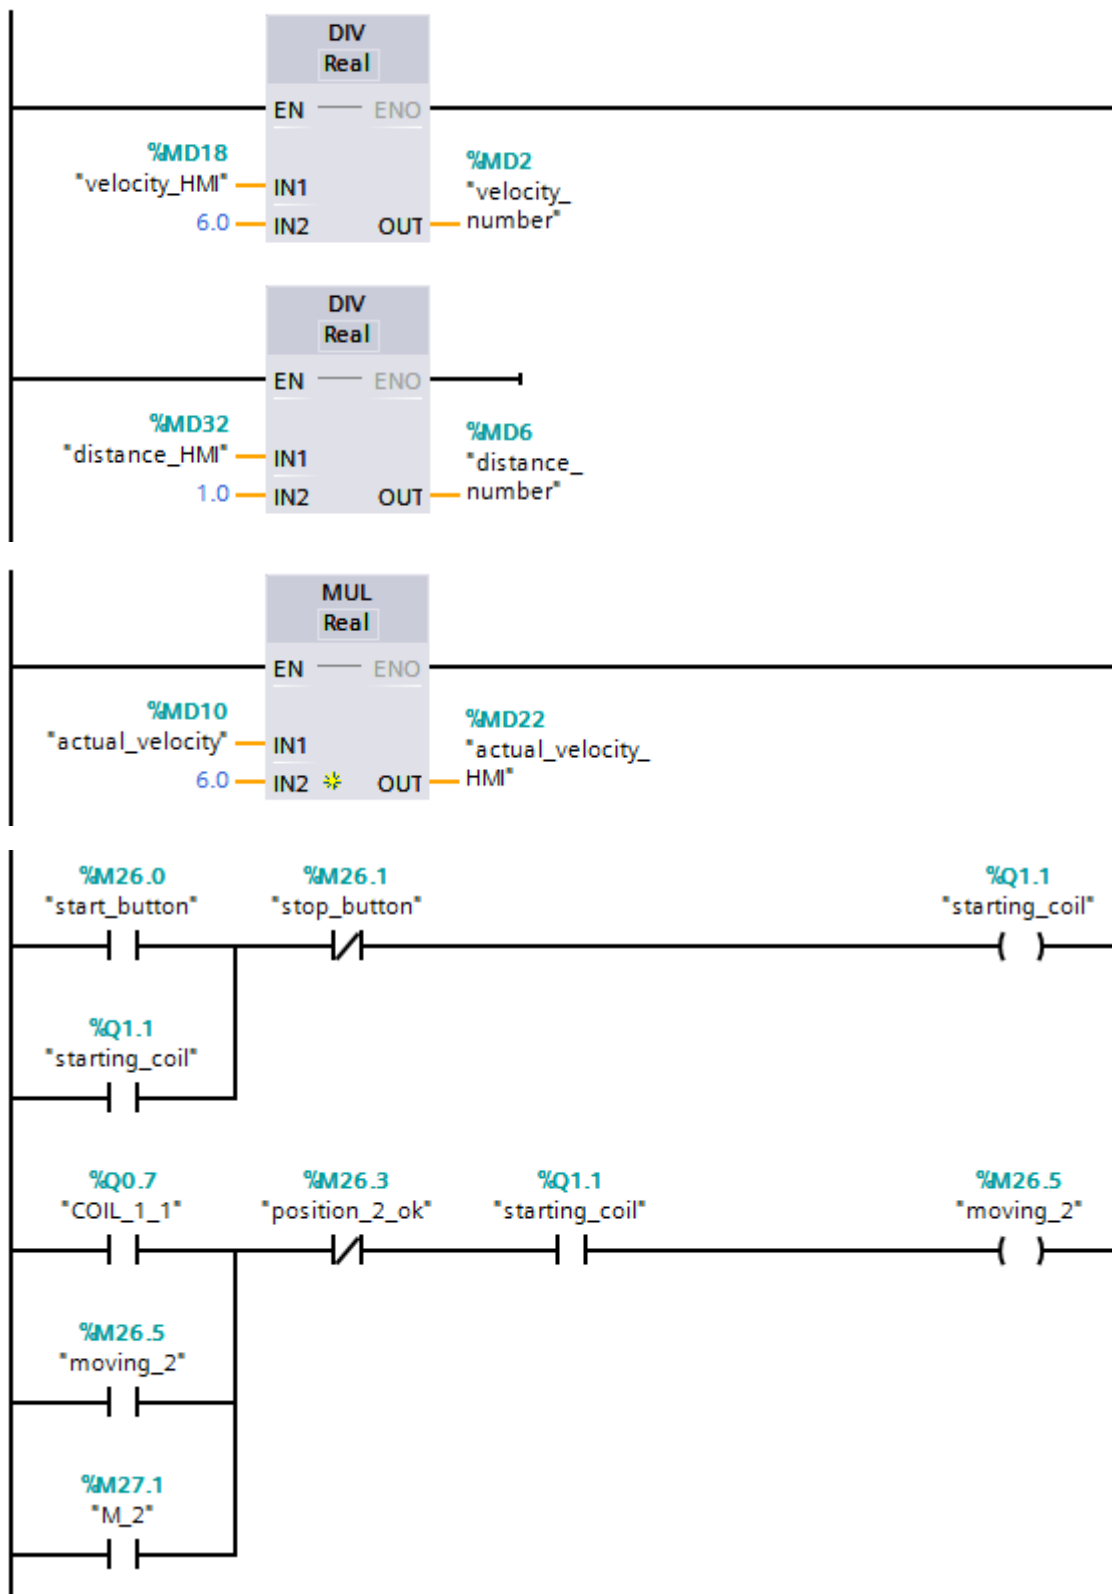 DIV
Real
EN ENO
%MD18
"velocity_HMI" IN1
6.0 IN2
%MD2
"velocity_
OUT number"
DIV
Real
EN ENO
%MD32
"distance_HMI" IN1
1.0 IN2
%MD6
"distance_
OUT number"
MUL
Real
EN ENO
%MD10
"actual_velocity" IN1
6.0 IN2
%MD22
"actual_velocity_
OUT HMI"
%M26.0 %M26.1 %Q1.1
"start_button" "stop_button" "starting_coil"
%Q1.1
"starting_coil"
%Q0.7 %M26.3 %Q1.1 %M26.5
"COIL_1_1" "position_2_ok" "starting_coil" "moving_2"
%M26.5
"moving_2"
%M27.1
"M_2"